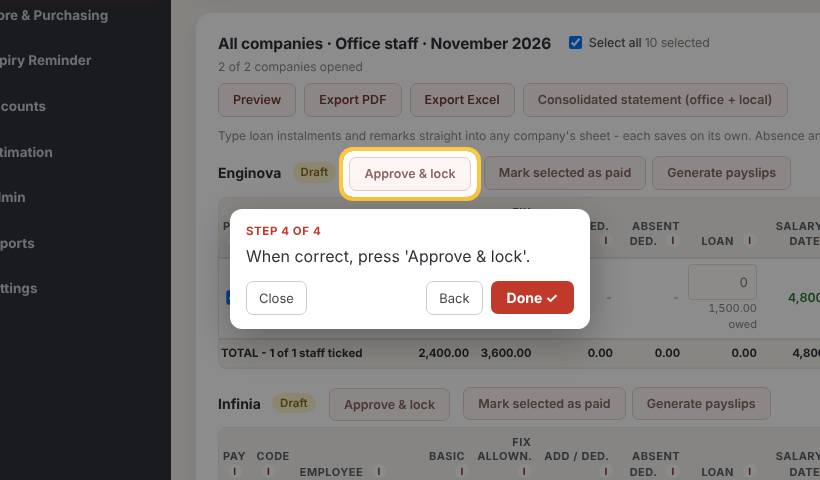 ore & Purchasing
piry Reminder
counts
timation
lmin
ports
ttings
All companies · Office staff · November 2026 Select all 10 selected
2 of 2 companies opened
Preview Export PDF Export Excel Consolidated statement (office + local)
Type loan instalments and remarks straight into any company's sheet - each saves on its own. Absence an
Enginova Draft Approve & lock Mark selected as paid Generate payslips
STEP 4 OF 4
When correct, press 'Approve & lock'.
Close Back Done ✓
ED. ABSENT DED. LOAN SALARY DATE
0
1,500.00
owed
4,800
TOTAL - 1 of 1 staff ticked 2,400.00 3,600.00 0.00 0.00 0.00 4,800
Infinia Draft Approve & lock Mark selected as paid Generate payslips
FIX
PAY CODE BASIC ALLOWN. ADD / DED. ABSENT SALARY
EMPLOYEE DED. LOAN DATE